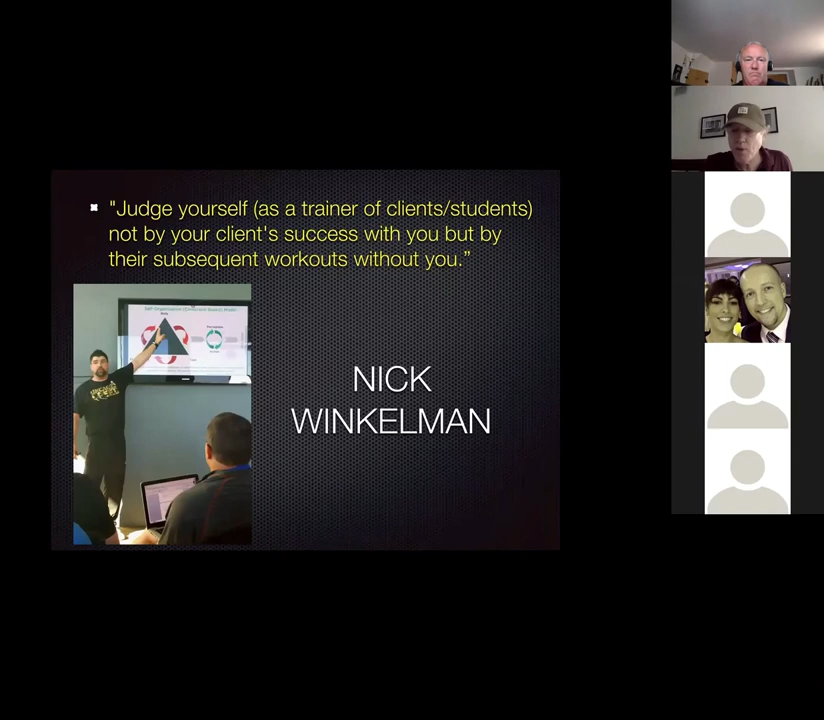 "Judge yourself (as a trainer of clients/students)
not by your client's success with you but by
their subsequent workouts without you.”
NICK
WINKELMAN